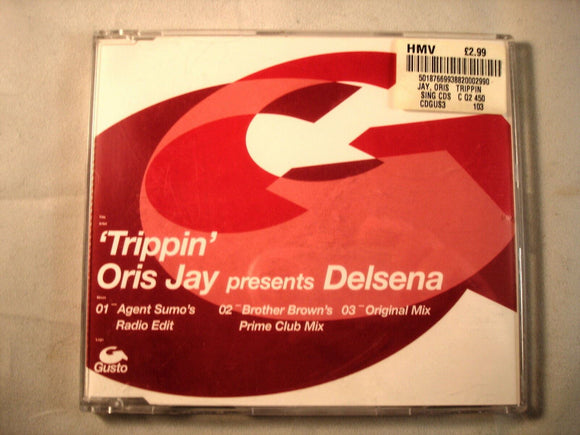 HMV £2.99
50187669938820002990
JAY, ORIS TRIPPIN
SING CDS C 02 450
CDGUS3 103
'Trippin'
Oris Jay presents Delsena
01 Agent Sumo's 02 Brother Brown's 03 Original Mix
Radio Edit Prime Club Mix
Gusto